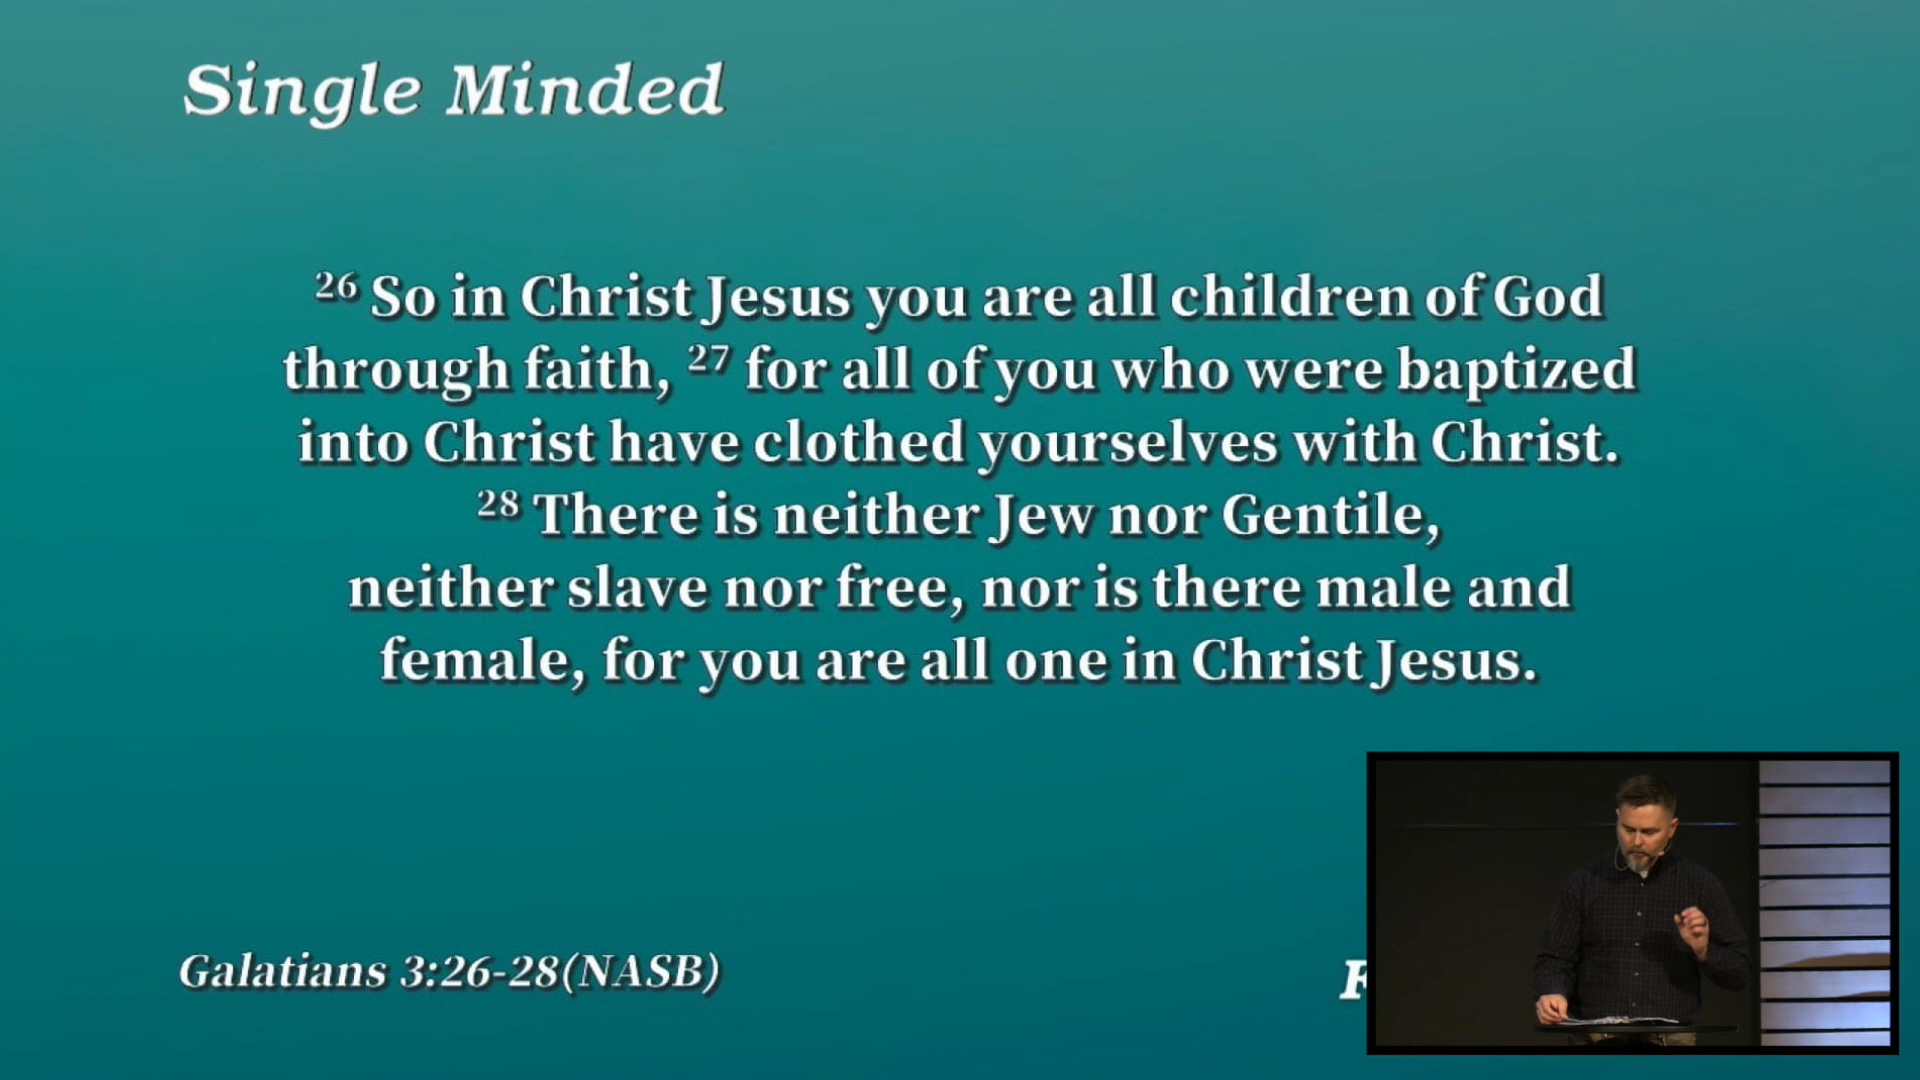 Single Minded
26 So in Christ Jesus you are all children of God
through faith, 27 for all of you who were baptized
into Christ have clothed yourselves with Christ.
28 There is neither Jew nor Gentile,
neither slave nor free, nor is there male and
female, for you are all one in Christ Jesus.
Galatians 3:26-28(NASB)